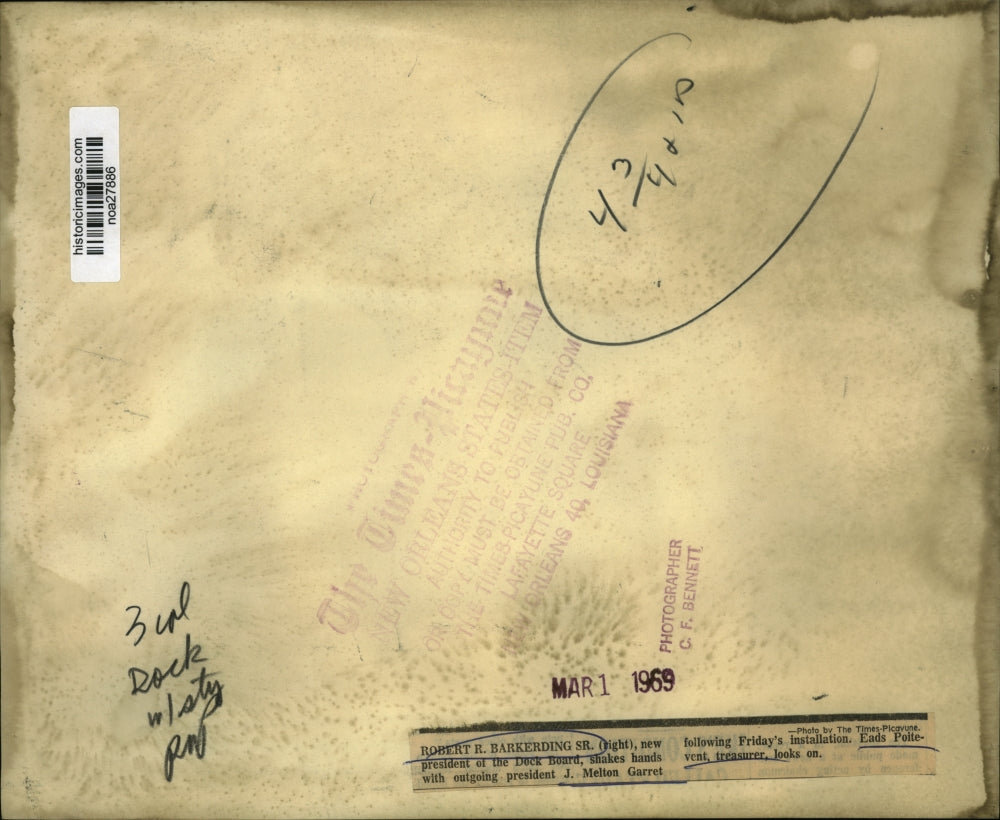 historicimages.com
noa27886
4 3/4 x 10
PHOTOGRAPH
The Times-Picayune
NEW ORLEANS STATES-ITEM
AUTHORITY TO PUBLISH
OR COPY MUST BE OBTAINED FROM
THE TIMES-PICAYUNE PUB. CO.
LAFAYETTE SQUARE
NEW ORLEANS 40, LOUISIANA
PHOTOGRAPHER
C. F. BENNETT
MAR 1 1969
3 col
Dock
w/sty
—Photo by The Times-Picayune.
ROBERT R. BARKERDING SR. (right), new
president of the Dock Board, shakes hands
with outgoing president J. Melton Garret
following Friday's installation. Eads Poite-
vent, treasurer, looks on.